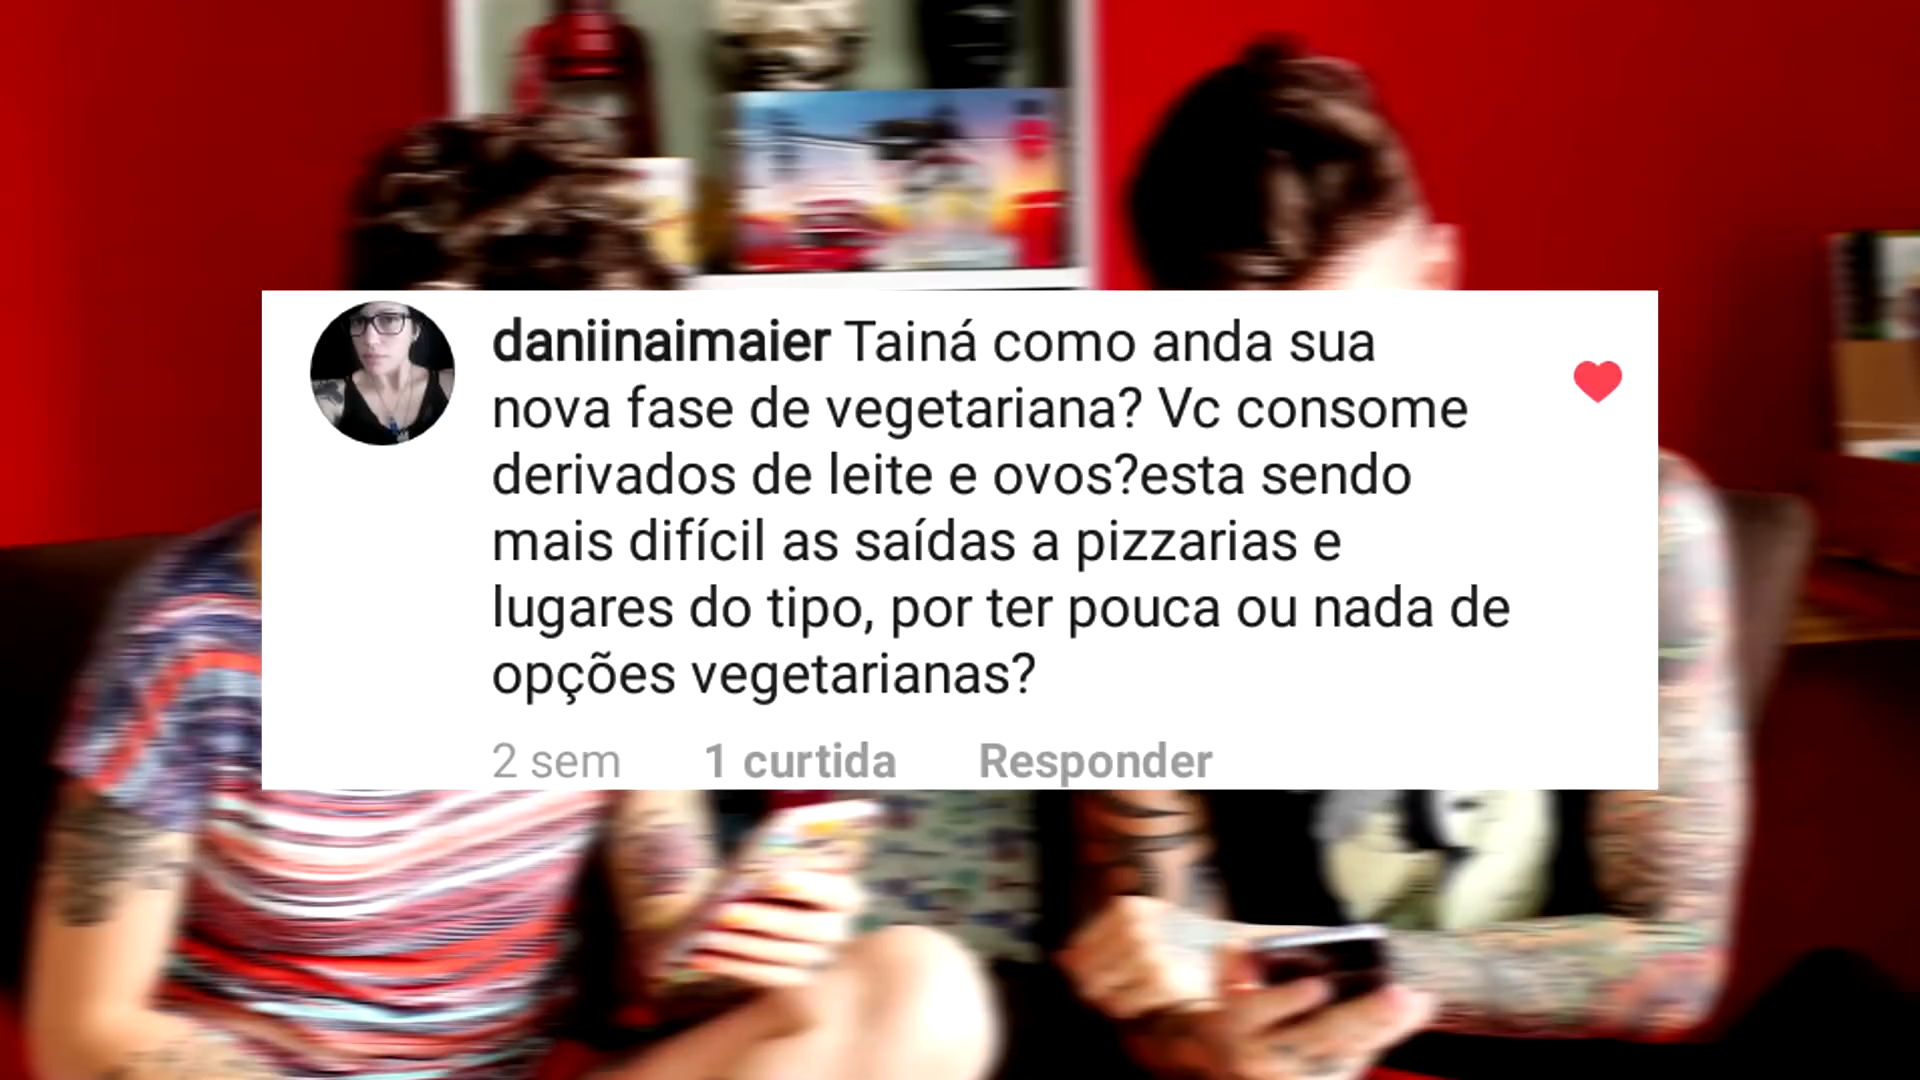 daniinaimaier Tainá como anda sua
nova fase de vegetariana? Vc consome
derivados de leite e ovos?esta sendo
mais difícil as saídas a pizzarias e
lugares do tipo, por ter pouca ou nada de
opções vegetarianas?
2 sem 1 curtida Responder